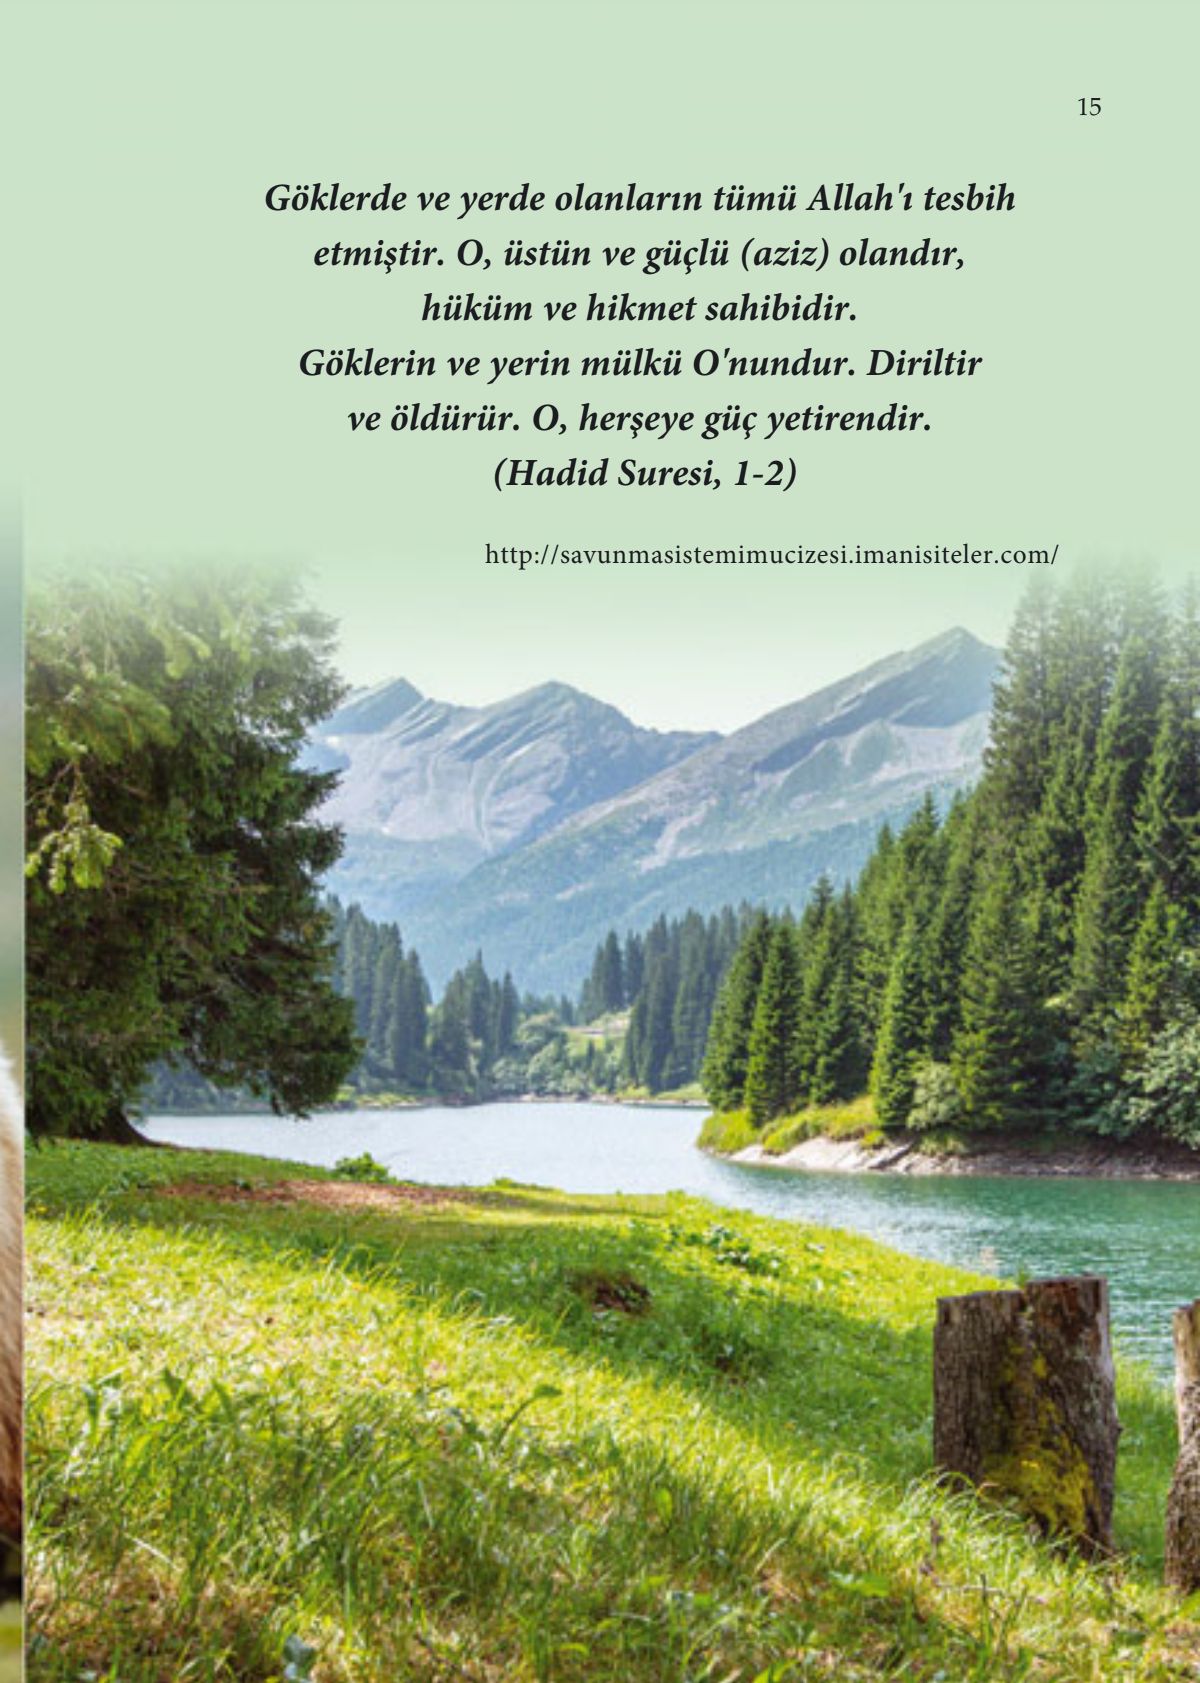 15
Göklerde ve yerde olanların tümü Allah'ı tesbih
etmiştir. O, üstün ve güçlü (aziz) olandır,
hüküm ve hikmet sahibidir.
Göklerin ve yerin mülkü O'nundur. Diriltir
ve öldürür. O, herşeye güç yetirendir.
(Hadid Suresi, 1-2)
http://savunmasistemimucizesi.imanisiteler.com/